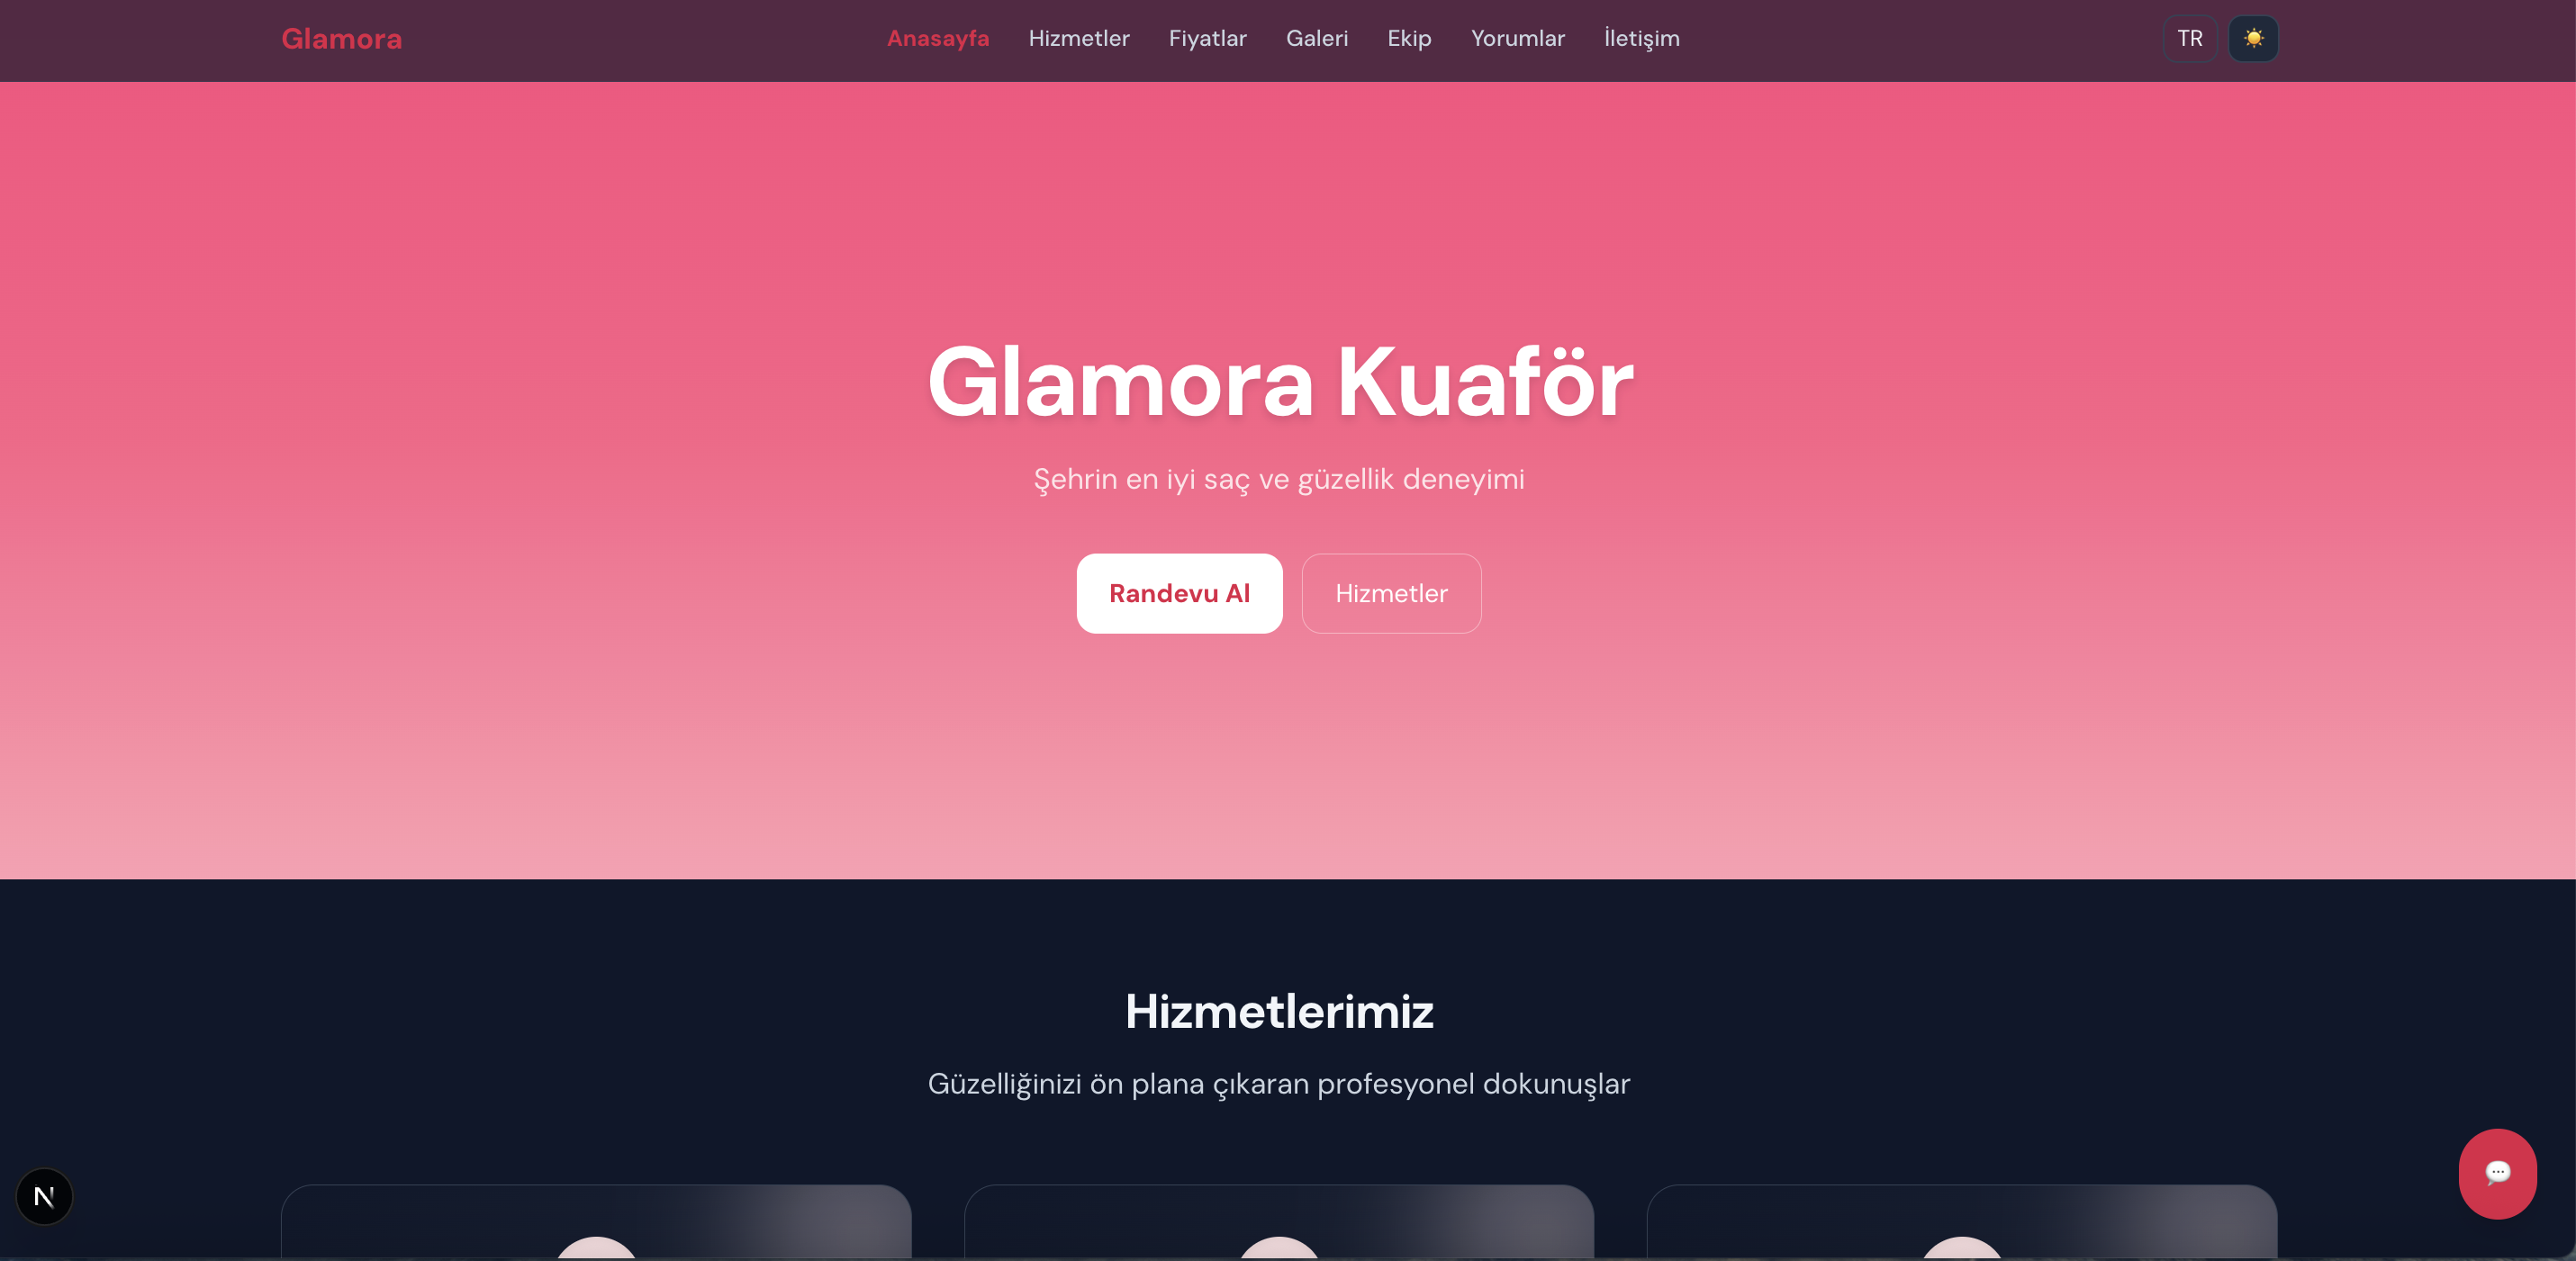 Glamora
Anasayfa Hizmetler Fiyatlar Galeri Ekip Yorumlar İletişim
TR
Glamora Kuaför
Şehrin en iyi saç ve güzellik deneyimi
Randevu Al Hizmetler
Hizmetlerimiz
Güzelliğinizi ön plana çıkaran profesyonel dokunuşlar
N